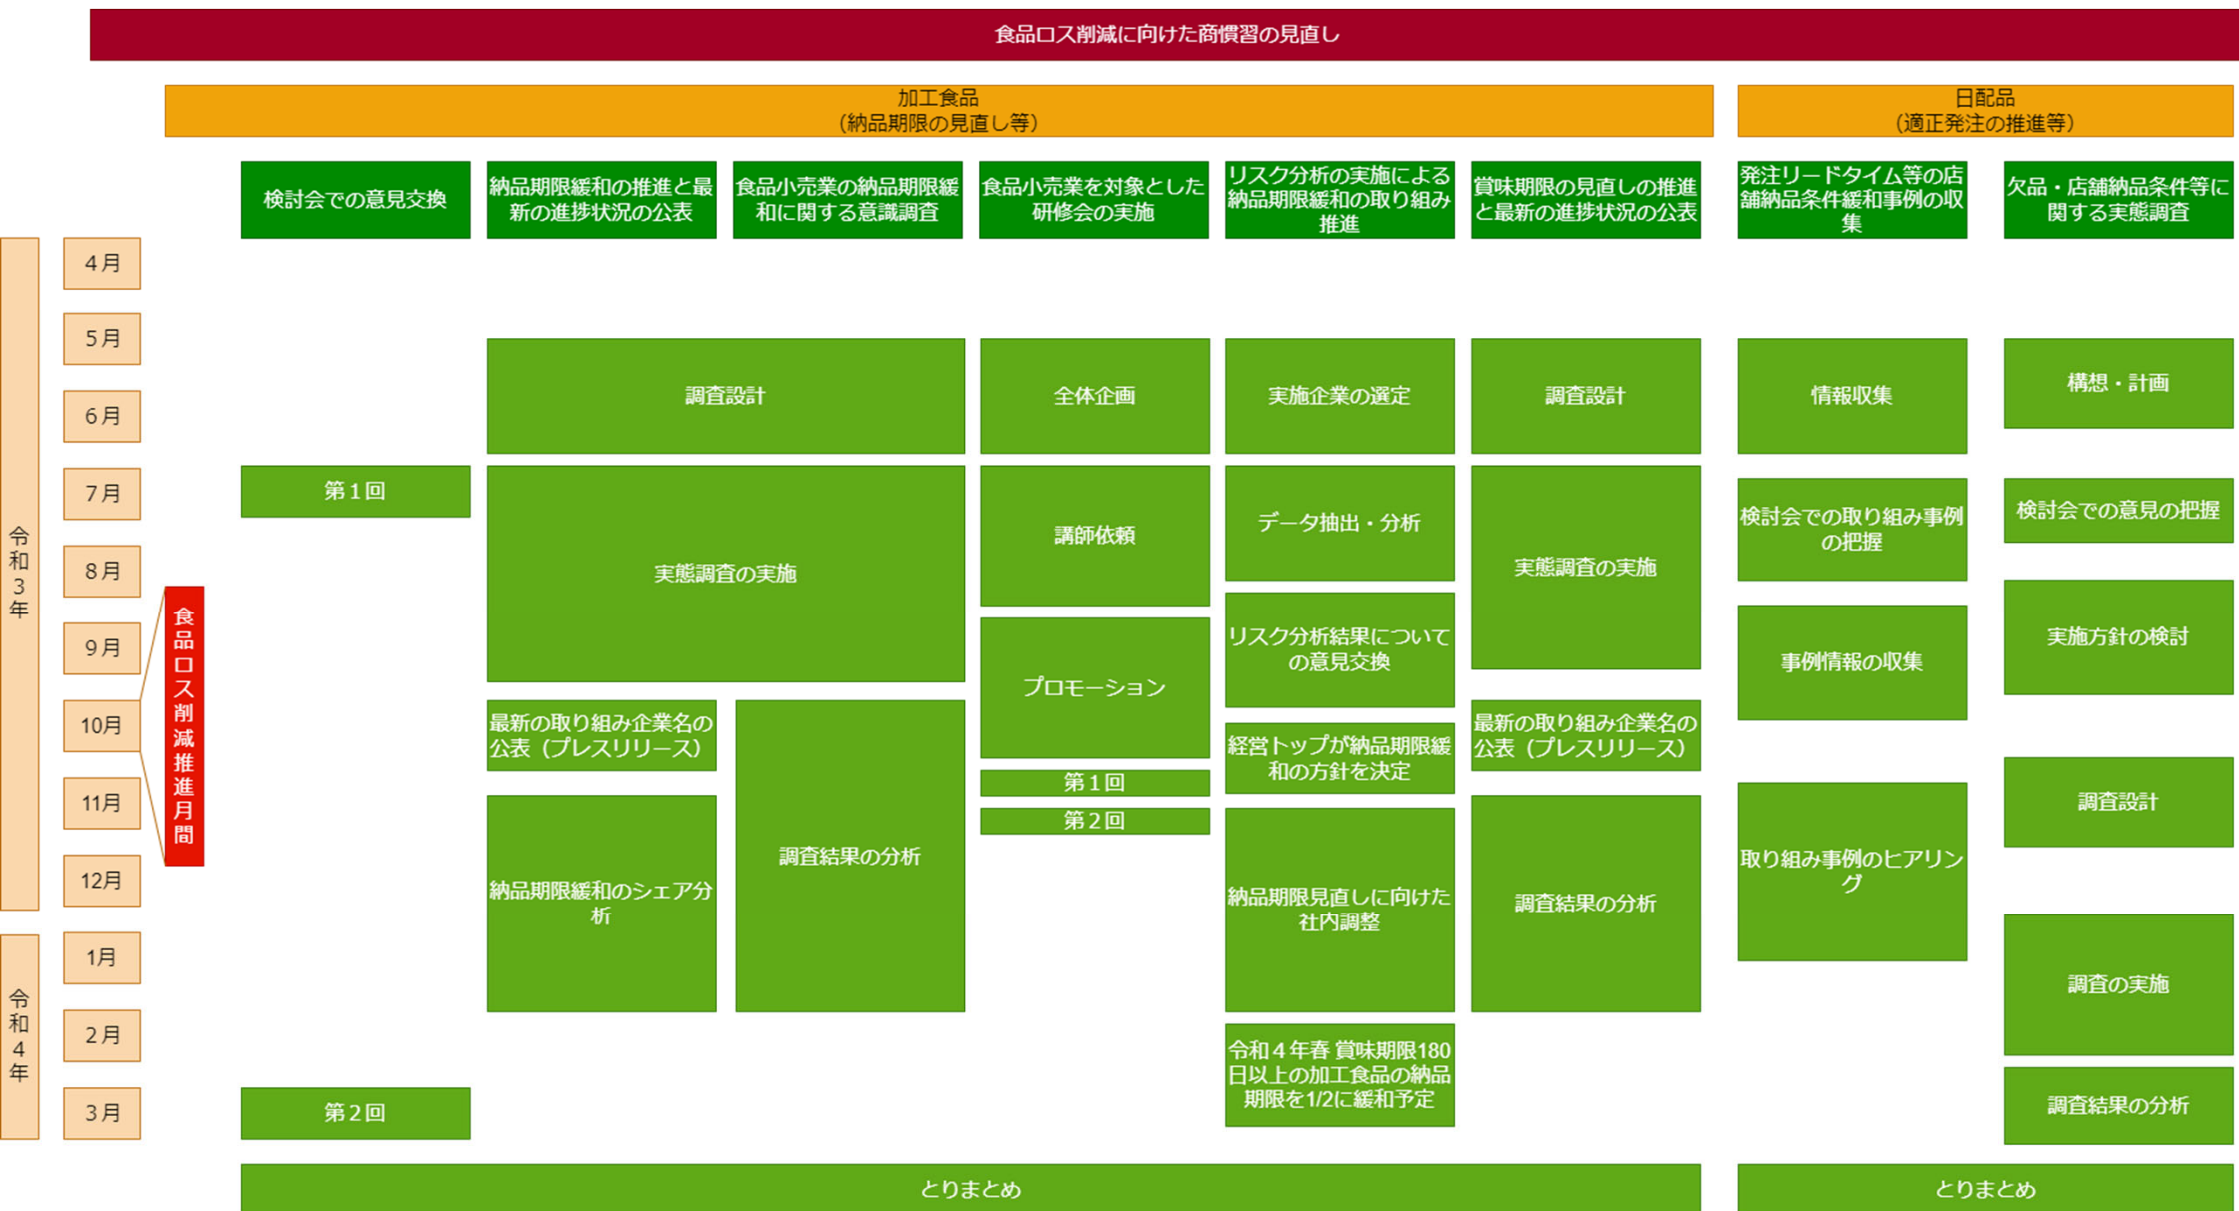 食品ロス削減に向けた商慣習の見直し
加工食品
（納品期限の見直し等）
日配品
（適正発注の推進等）
検討会での意見交換
納品期限緩和の推進と最
新の進捗状況の公表
食品小売業の納品期限緩
和に関する意識調査
食品小売業を対象とした
研修会の実施
リスク分析の実施による
納品期限緩和の取り組み
推進
賞味期限の見直しの推進
と最新の進捗状況の公表
発注リードタイム等の店
舗納品条件緩和事例の収
集
欠品・店舗納品条件等に
関する実態調査
令和3年
4月
5月
6月
7月
8月
9月
10月
11月
12月
令和4年
1月
2月
3月
食品ロス削減推進月間
第1回
第2回
調査設計
実態調査の実施
最新の取り組み企業名の
公表（プレスリリース）
納品期限緩和のシェア分
析
調査結果の分析
全体企画
講師依頼
プロモーション
第1回
第2回
実施企業の選定
データ抽出・分析
リスク分析結果について
の意見交換
経営トップが納品期限緩
和の方針を決定
納品期限見直しに向けた
社内調整
令和4年春 賞味期限180
日以上の加工食品の納品
期限を1/2に緩和予定
調査設計
実態調査の実施
最新の取り組み企業名の
公表（プレスリリース）
調査結果の分析
情報収集
検討会での取り組み事例
の把握
事例情報の収集
取り組み事例のヒアリン
グ
構想・計画
検討会での意見の把握
実施方針の検討
調査設計
調査の実施
調査結果の分析
とりまとめ
とりまとめ